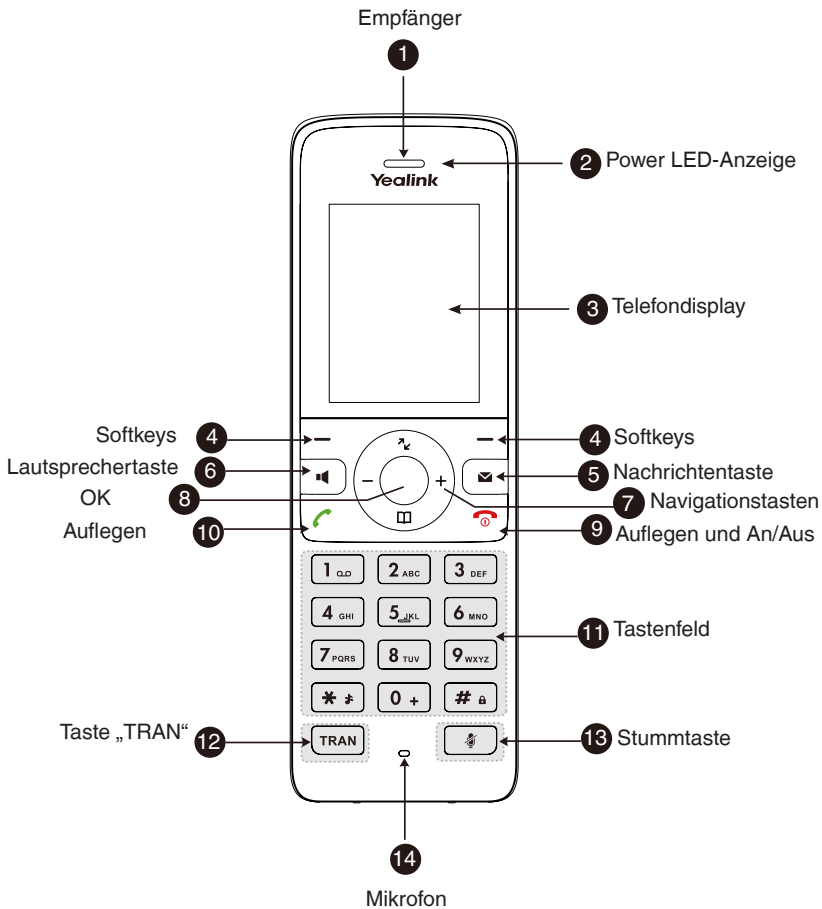 Empfänger
1
2 Power LED-Anzeige
Yealink
3 Telefondisplay
Softkeys 4
4 Softkeys
Lautsprechertaste 6
5 Nachrichtentaste
OK 8
7 Navigationstasten
Auflegen 10
9 Auflegen und An/Aus
1 2 ABC 3 DEF
4 GHI 5 JKL 6 MNO
11 Tastenfeld
7 PQRS 8 TUV 9 WXYZ
* 0 + #
Taste „TRAN“ 12
TRAN
13 Stummtaste
14
Mikrofon